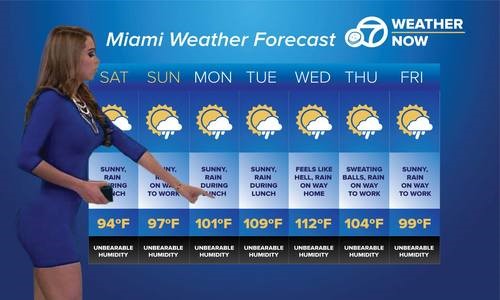 Miami Weather Forecast
7
WEATHER
NOW
SAT SUN MON TUE WED THU FRI
SUNNY,
RAIN
DURING
LUNCH
RAIN
ON WAY
TO WORK
SUNNY,
RAIN
DURING
LUNCH
SUNNY,
RAIN
DURING
LUNCH
FEELS LIKE
HELL, RAIN
ON WAY
HOME
SWEATING
BALLS, RAIN
ON WAY
TO WORK
SUNNY,
RAIN
ON WAY
TO WORK
94°F 97°F 101°F 109°F 112°F 104°F 99°F
UNBEARABLE
HUMIDITY
UNBEARABLE
HUMIDITY
UNBEARABLE
HUMIDITY
UNBEARABLE
HUMIDITY
UNBEARABLE
HUMIDITY
UNBEARABLE
HUMIDITY
UNBEARABLE
HUMIDITY